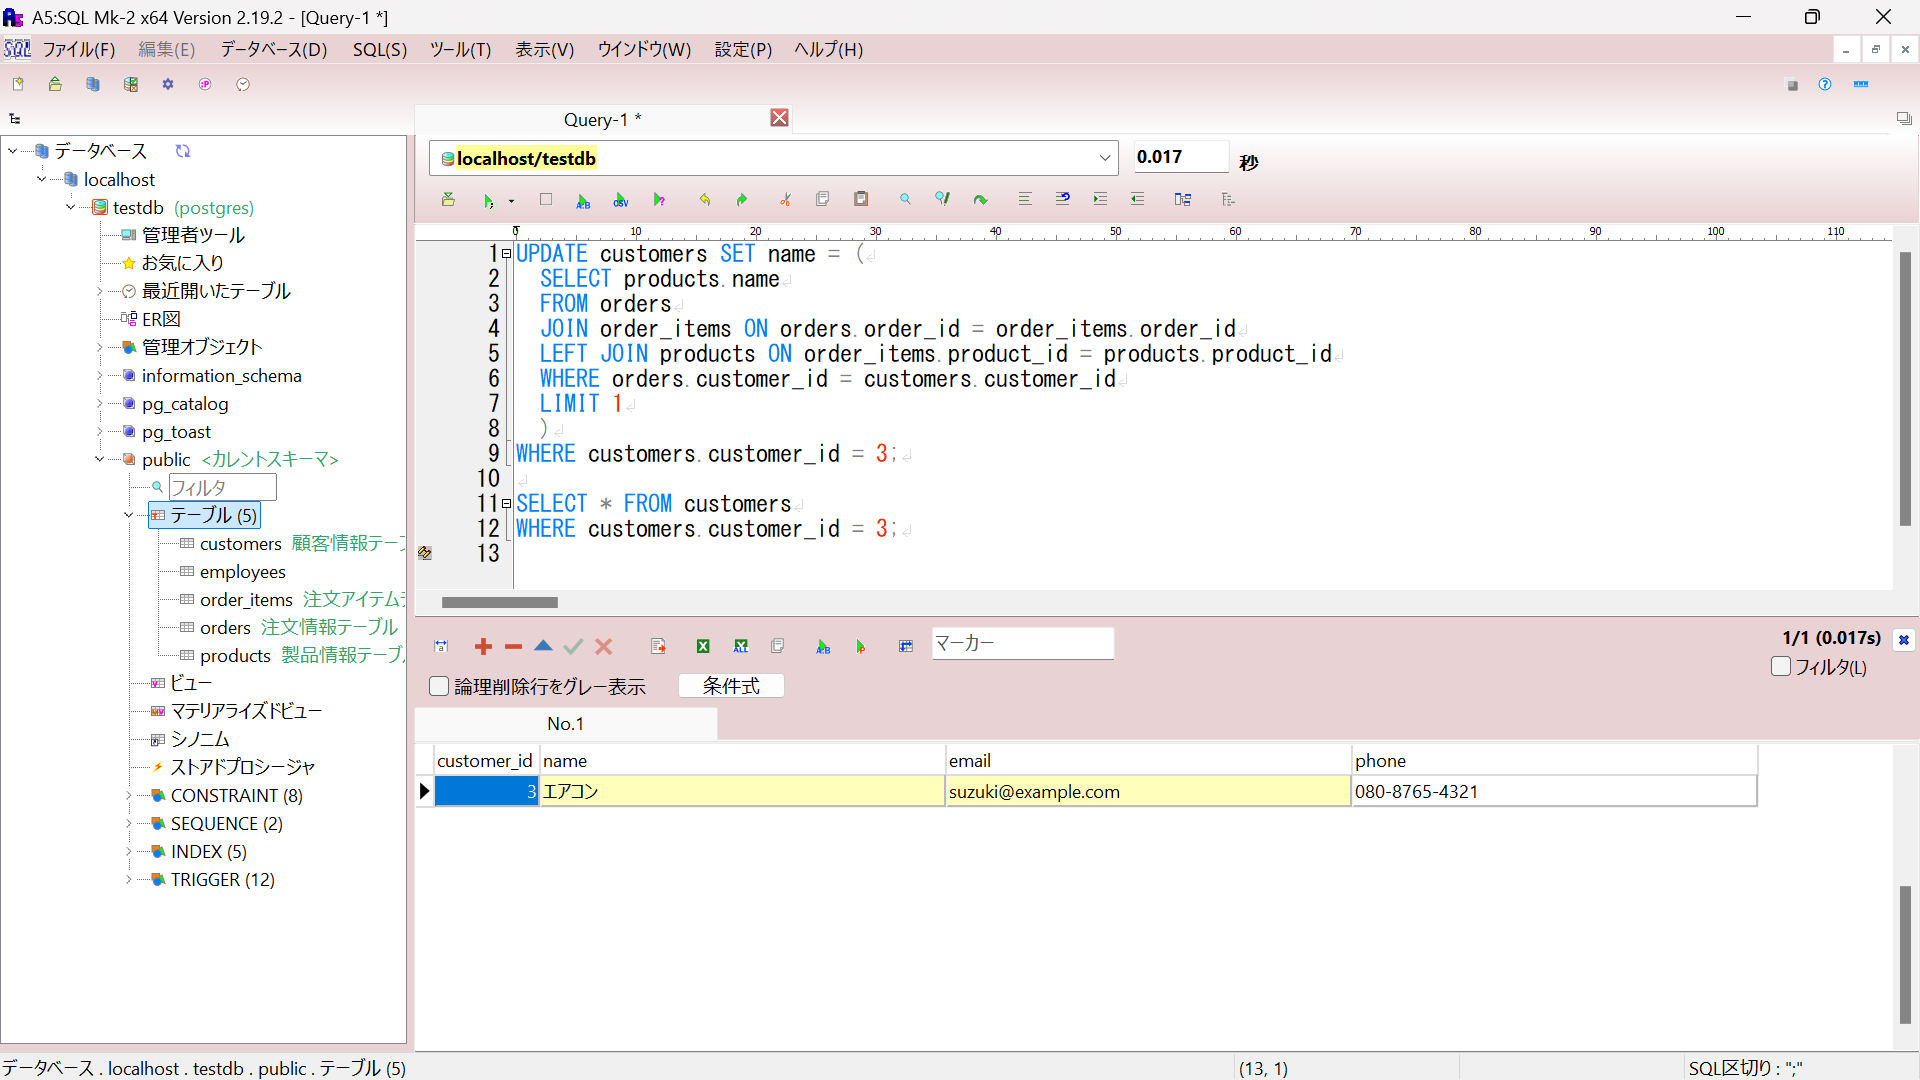 A5:SQL Mk-2 x64 Version 2.19.2 - [Query-1 *]
ファイル(F) 編集(E) データベース(D) SQL(S) ツール(T) 表示(V) ウインドウ(W) 設定(P) ヘルプ(H)
Query-1 *
データベース
localhost
testdb (postgres)
管理者ツール
お気に入り
最近開いたテーブル
ER図
管理オブジェクト
information_schema
pg_catalog
pg_toast
public <カレントスキーマ>
フィルタ
テーブル (5)
customers 顧客情報テーブ
employees
order_items 注文アイテムテ
orders 注文情報テーブル
products 製品情報テーブル
ビュー
マテリアライズドビュー
シノニム
ストアドプロシージャ
CONSTRAINT (8)
SEQUENCE (2)
INDEX (5)
TRIGGER (12)
localhost/testdb 0.017 秒
0 10 20 30 40 50 60 70 80 90 100 110
1 UPDATE customers SET name = (
2 SELECT products.name
3 FROM orders
4 JOIN order_items ON orders.order_id = order_items.order_id
5 LEFT JOIN products ON order_items.product_id = products.product_id
6 WHERE orders.customer_id = customers.customer_id
7 LIMIT 1
8 )
9 WHERE customers.customer_id = 3;
10
11 SELECT * FROM customers
12 WHERE customers.customer_id = 3;
13
マーカー 1/1 (0.017s)
フィルタ(L)
論理削除行をグレー表示 条件式
No.1
customer_id name email phone
3 エアコン suzuki@example.com 080-8765-4321
データベース . localhost . testdb . public . テーブル (5) (13, 1) SQL区切り : ";"